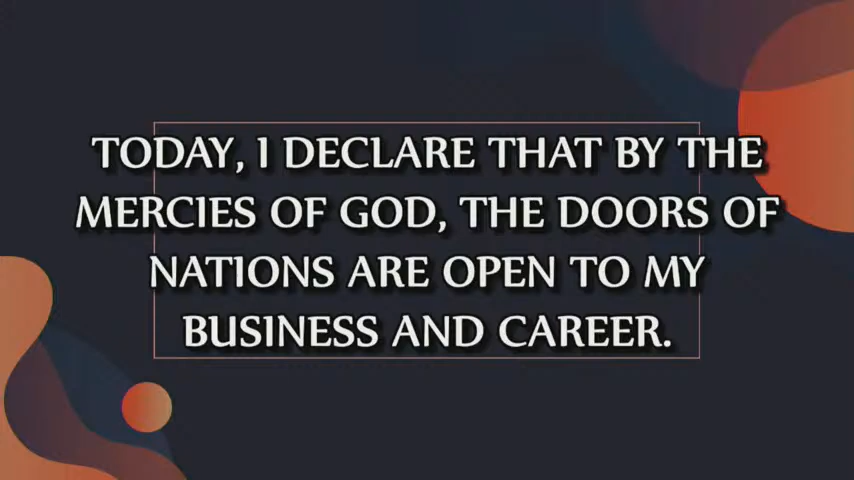 TODAY, I DECLARE THAT BY THE
MERCIES OF GOD, THE DOORS OF
NATIONS ARE OPEN TO MY
BUSINESS AND CAREER.